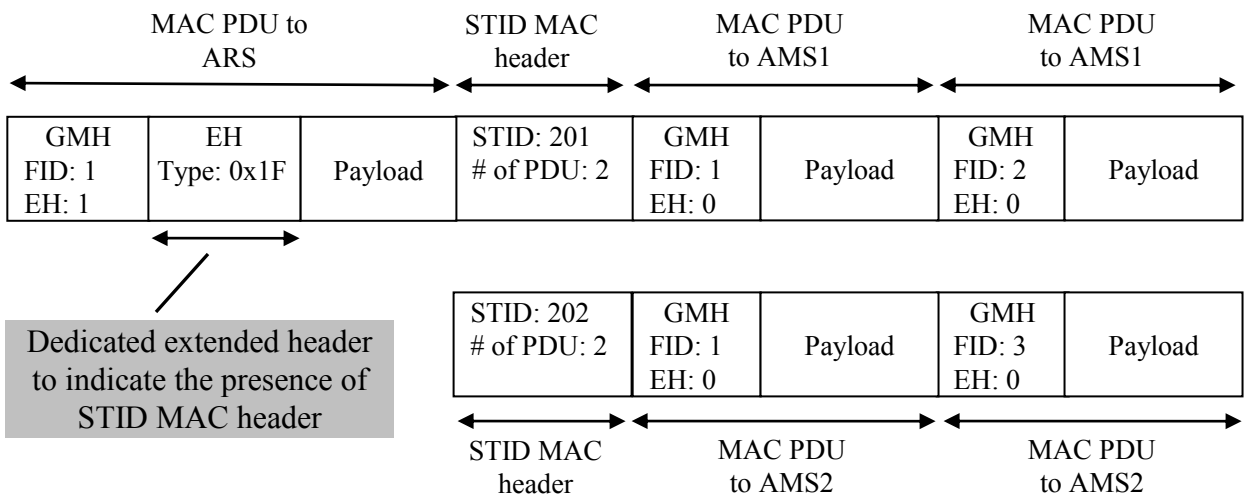 MAC PDU to
ARS
STID MAC
header
MAC PDU
to AMS1
MAC PDU
to AMS1
GMH
FID: 1
EH: 1
EH
Type: 0x1F
Payload
STID: 201
# of PDU: 2
GMH
FID: 1
EH: 0
Payload
GMH
FID: 2
EH: 0
Payload
Dedicated extended header
to indicate the presence of
STID MAC header
STID: 202
# of PDU: 2
GMH
FID: 1
EH: 0
Payload
GMH
FID: 3
EH: 0
Payload
STID MAC
header
MAC PDU
to AMS2
MAC PDU
to AMS2